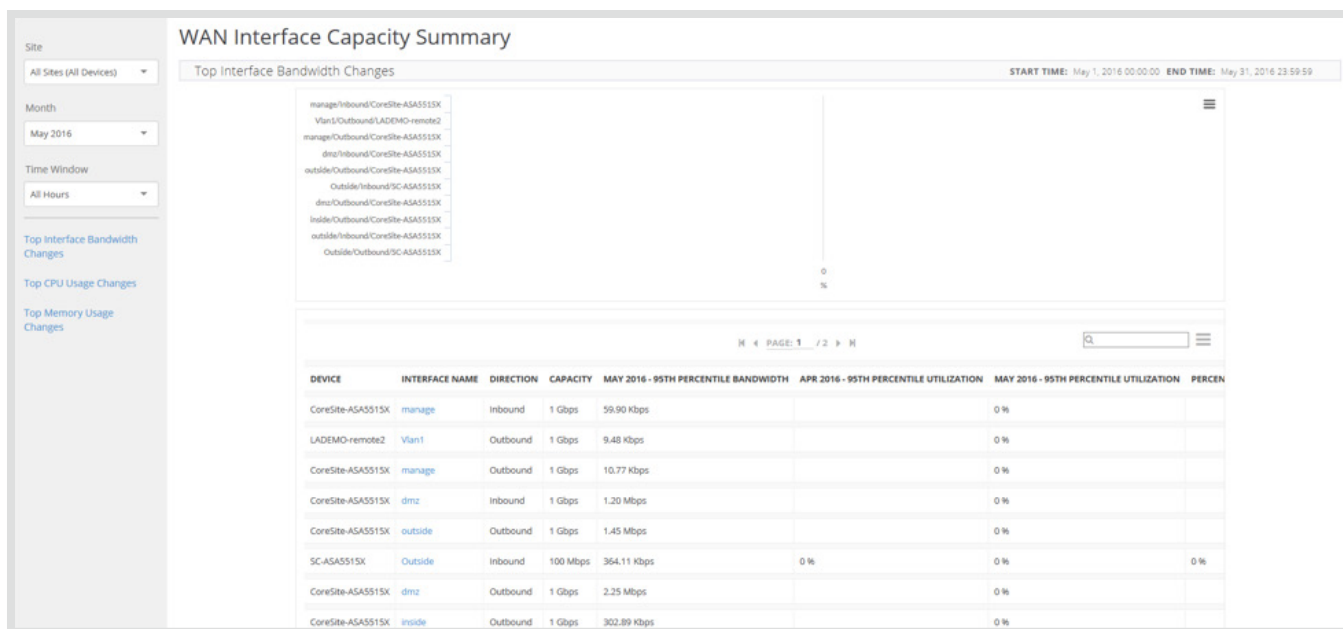 WAN Interface Capacity Summary
Site
All Sites (All Devices)
Month
May 2016
Time Window
All Hours
Top Interface Bandwidth
Changes
Top CPU Usage Changes
Top Memory Usage
Changes
Top Interface Bandwidth Changes START TIME: May 1, 2016 00:00:00 END TIME: May 31, 2016 23:59:59
manage/Inbound/CoreSite-ASA5515X
Vlan1/Outbound/LADEMO-remote2
manage/Outbound/CoreSite-ASA5515X
dmz/Inbound/CoreSite-ASA5515X
outside/Outbound/CoreSite-ASA5515X
Outside/Inbound/SC-ASA5515X
dmz/Outbound/CoreSite-ASA5515X
inside/Outbound/CoreSite-ASA5515X
outside/Inbound/CoreSite-ASA5515X
Outside/Outbound/SC-ASA5515X
0
%
PAGE: 1 / 2
DEVICE INTERFACE NAME DIRECTION CAPACITY MAY 2016 - 95TH PERCENTILE BANDWIDTH APR 2016 - 95TH PERCENTILE UTILIZATION MAY 2016 - 95TH PERCENTILE UTILIZATION PERCEN
CoreSite-ASA5515X manage Inbound 1 Gbps 59.90 Kbps 0 %
LADEMO-remote2 Vlan1 Outbound 1 Gbps 9.48 Kbps 0 %
CoreSite-ASA5515X manage Outbound 1 Gbps 10.77 Kbps 0 %
CoreSite-ASA5515X dmz Inbound 1 Gbps 1.20 Mbps 0 %
CoreSite-ASA5515X outside Outbound 1 Gbps 1.45 Mbps 0 %
SC-ASA5515X Outside Inbound 100 Mbps 364.11 Kbps 0 % 0 % 0 %
CoreSite-ASA5515X dmz Outbound 1 Gbps 2.25 Mbps 0 %
CoreSite-ASA5515X inside Outbound 1 Gbps 302.89 Kbps 0 %